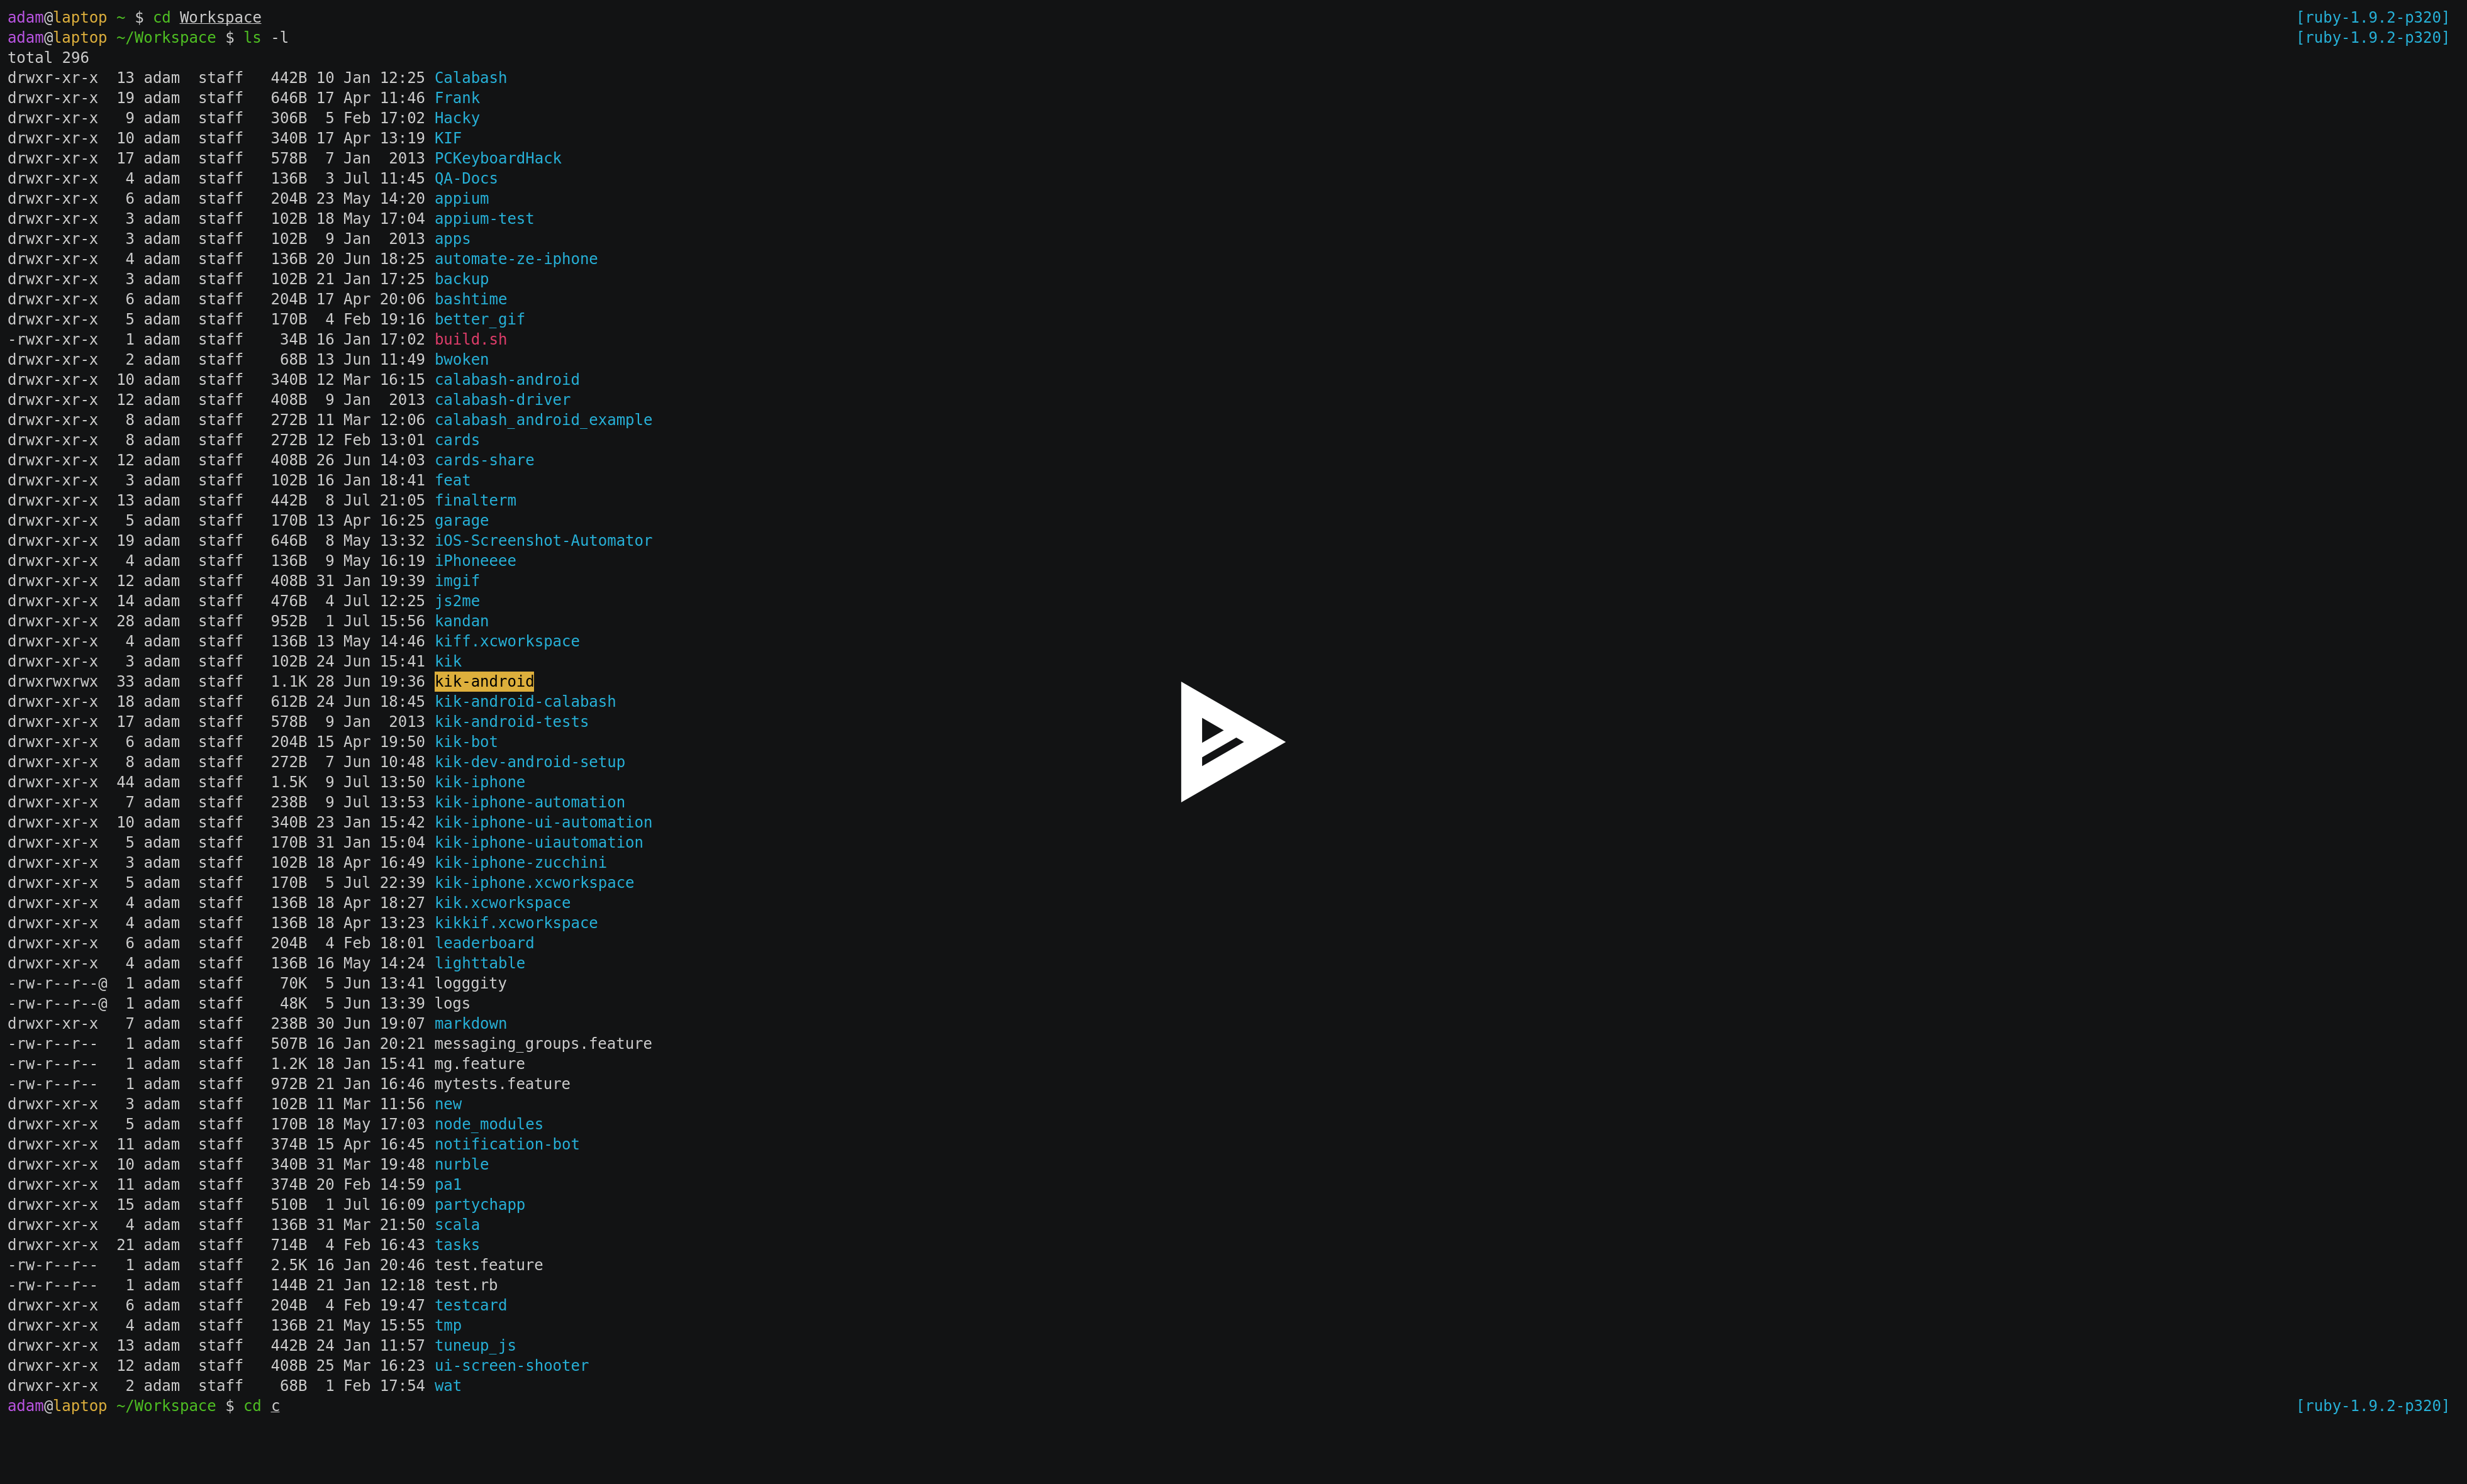 adam@laptop ~ $ cd Workspace [ruby-1.9.2-p320]
adam@laptop ~/Workspace $ ls -l [ruby-1.9.2-p320]
total 296
drwxr-xr-x  13 adam  staff   442B 10 Jan 12:25 Calabash
drwxr-xr-x  19 adam  staff   646B 17 Apr 11:46 Frank
drwxr-xr-x   9 adam  staff   306B  5 Feb 17:02 Hacky
drwxr-xr-x  10 adam  staff   340B 17 Apr 13:19 KIF
drwxr-xr-x  17 adam  staff   578B  7 Jan  2013 PCKeyboardHack
drwxr-xr-x   4 adam  staff   136B  3 Jul 11:45 QA-Docs
drwxr-xr-x   6 adam  staff   204B 23 May 14:20 appium
drwxr-xr-x   3 adam  staff   102B 18 May 17:04 appium-test
drwxr-xr-x   3 adam  staff   102B  9 Jan  2013 apps
drwxr-xr-x   4 adam  staff   136B 20 Jun 18:25 automate-ze-iphone
drwxr-xr-x   3 adam  staff   102B 21 Jan 17:25 backup
drwxr-xr-x   6 adam  staff   204B 17 Apr 20:06 bashtime
drwxr-xr-x   5 adam  staff   170B  4 Feb 19:16 better_gif
-rwxr-xr-x   1 adam  staff    34B 16 Jan 17:02 build.sh
drwxr-xr-x   2 adam  staff    68B 13 Jun 11:49 bwoken
drwxr-xr-x  10 adam  staff   340B 12 Mar 16:15 calabash-android
drwxr-xr-x  12 adam  staff   408B  9 Jan  2013 calabash-driver
drwxr-xr-x   8 adam  staff   272B 11 Mar 12:06 calabash_android_example
drwxr-xr-x   8 adam  staff   272B 12 Feb 13:01 cards
drwxr-xr-x  12 adam  staff   408B 26 Jun 14:03 cards-share
drwxr-xr-x   3 adam  staff   102B 16 Jan 18:41 feat
drwxr-xr-x  13 adam  staff   442B  8 Jul 21:05 finalterm
drwxr-xr-x   5 adam  staff   170B 13 Apr 16:25 garage
drwxr-xr-x  19 adam  staff   646B  8 May 13:32 iOS-Screenshot-Automator
drwxr-xr-x   4 adam  staff   136B  9 May 16:19 iPhoneeee
drwxr-xr-x  12 adam  staff   408B 31 Jan 19:39 imgif
drwxr-xr-x  14 adam  staff   476B  4 Jul 12:25 js2me
drwxr-xr-x  28 adam  staff   952B  1 Jul 15:56 kandan
drwxr-xr-x   4 adam  staff   136B 13 May 14:46 kiff.xcworkspace
drwxr-xr-x   3 adam  staff   102B 24 Jun 15:41 kik
drwxrwxrwx  33 adam  staff   1.1K 28 Jun 19:36 kik-android
drwxr-xr-x  18 adam  staff   612B 24 Jun 18:45 kik-android-calabash
drwxr-xr-x  17 adam  staff   578B  9 Jan  2013 kik-android-tests
drwxr-xr-x   6 adam  staff   204B 15 Apr 19:50 kik-bot
drwxr-xr-x   8 adam  staff   272B  7 Jun 10:48 kik-dev-android-setup
drwxr-xr-x  44 adam  staff   1.5K  9 Jul 13:50 kik-iphone
drwxr-xr-x   7 adam  staff   238B  9 Jul 13:53 kik-iphone-automation
drwxr-xr-x  10 adam  staff   340B 23 Jan 15:42 kik-iphone-ui-automation
drwxr-xr-x   5 adam  staff   170B 31 Jan 15:04 kik-iphone-uiautomation
drwxr-xr-x   3 adam  staff   102B 18 Apr 16:49 kik-iphone-zucchini
drwxr-xr-x   5 adam  staff   170B  5 Jul 22:39 kik-iphone.xcworkspace
drwxr-xr-x   4 adam  staff   136B 18 Apr 18:27 kik.xcworkspace
drwxr-xr-x   4 adam  staff   136B 18 Apr 13:23 kikkif.xcworkspace
drwxr-xr-x   6 adam  staff   204B  4 Feb 18:01 leaderboard
drwxr-xr-x   4 adam  staff   136B 16 May 14:24 lighttable
-rw-r--r--@  1 adam  staff    70K  5 Jun 13:41 logggity
-rw-r--r--@  1 adam  staff    48K  5 Jun 13:39 logs
drwxr-xr-x   7 adam  staff   238B 30 Jun 19:07 markdown
-rw-r--r--   1 adam  staff   507B 16 Jan 20:21 messaging_groups.feature
-rw-r--r--   1 adam  staff   1.2K 18 Jan 15:41 mg.feature
-rw-r--r--   1 adam  staff   972B 21 Jan 16:46 mytests.feature
drwxr-xr-x   3 adam  staff   102B 11 Mar 11:56 new
drwxr-xr-x   5 adam  staff   170B 18 May 17:03 node_modules
drwxr-xr-x  11 adam  staff   374B 15 Apr 16:45 notification-bot
drwxr-xr-x  10 adam  staff   340B 31 Mar 19:48 nurble
drwxr-xr-x  11 adam  staff   374B 20 Feb 14:59 pa1
drwxr-xr-x  15 adam  staff   510B  1 Jul 16:09 partychapp
drwxr-xr-x   4 adam  staff   136B 31 Mar 21:50 scala
drwxr-xr-x  21 adam  staff   714B  4 Feb 16:43 tasks
-rw-r--r--   1 adam  staff   2.5K 16 Jan 20:46 test.feature
-rw-r--r--   1 adam  staff   144B 21 Jan 12:18 test.rb
drwxr-xr-x   6 adam  staff   204B  4 Feb 19:47 testcard
drwxr-xr-x   4 adam  staff   136B 21 May 15:55 tmp
drwxr-xr-x  13 adam  staff   442B 24 Jan 11:57 tuneup_js
drwxr-xr-x  12 adam  staff   408B 25 Mar 16:23 ui-screen-shooter
drwxr-xr-x   2 adam  staff    68B  1 Feb 17:54 wat
adam@laptop ~/Workspace $ cd c [ruby-1.9.2-p320]